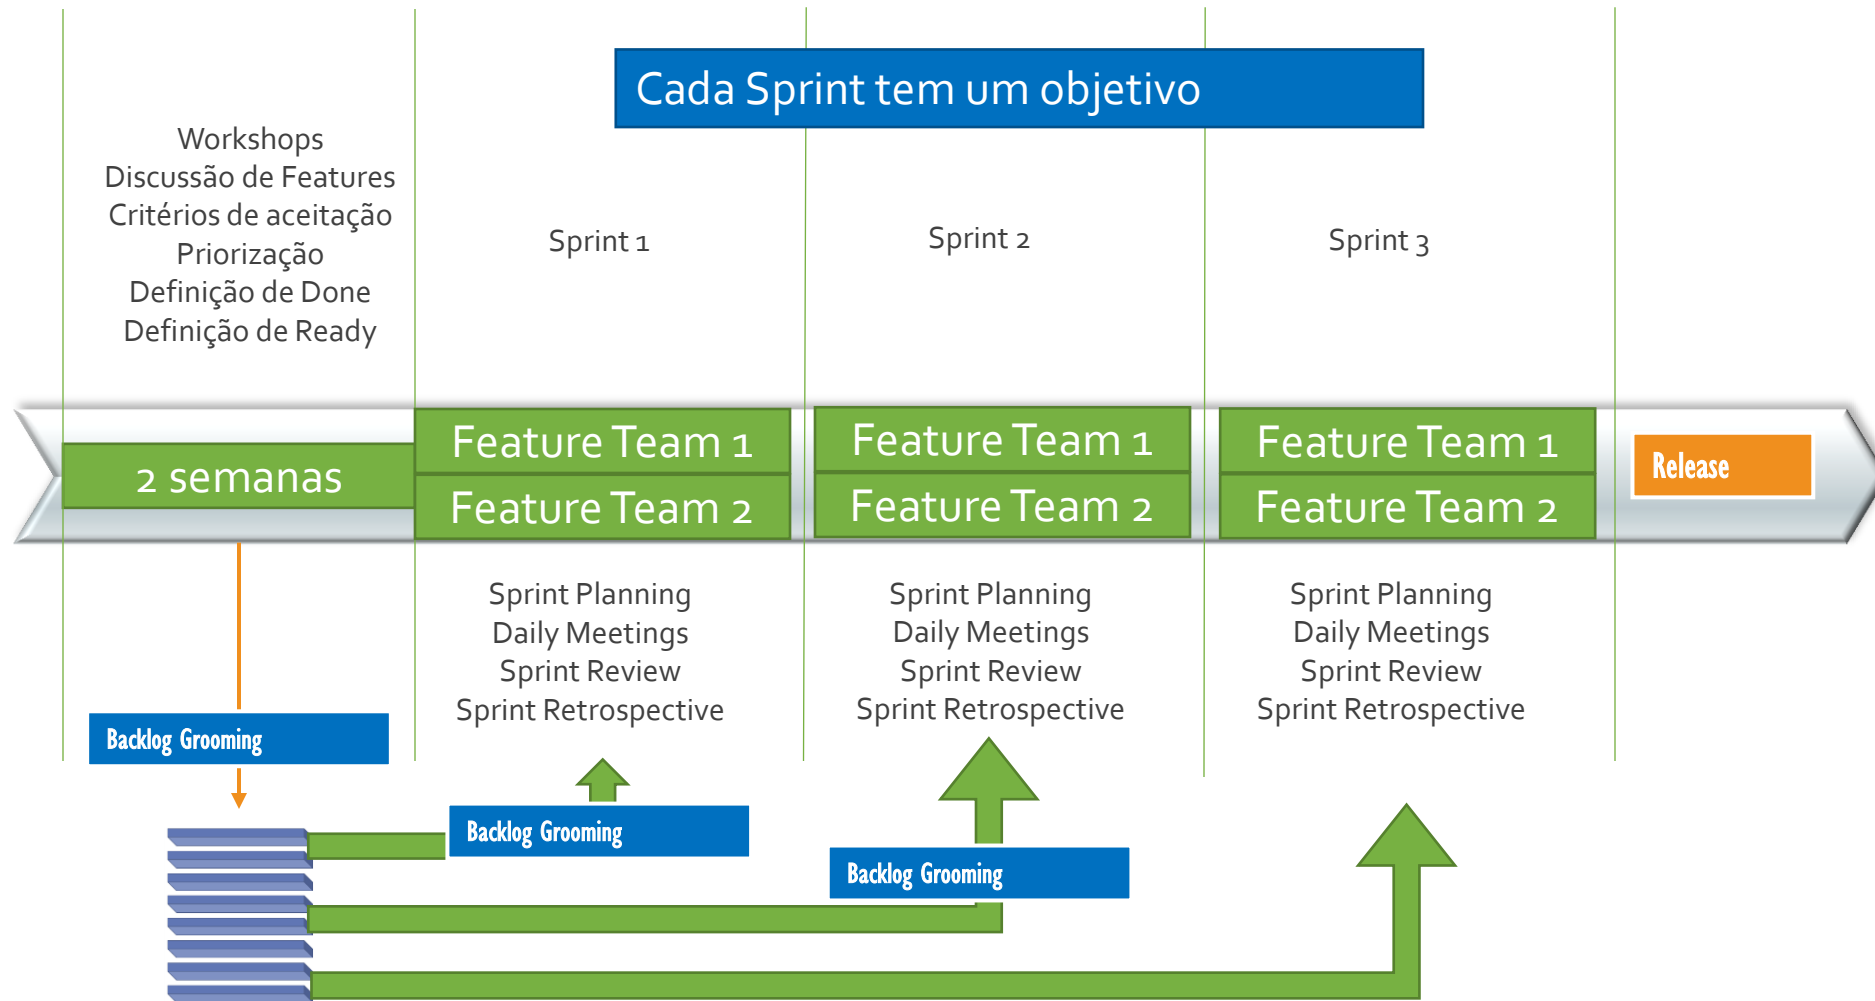 Cada Sprint tem um objetivo
Workshops
Discussão de Features
Critérios de aceitação
Priorização
Definição de Done
Definição de Ready
Sprint 1
Sprint 2
Sprint 3
2 semanas
Feature Team 1
Feature Team 2
Feature Team 1
Feature Team 2
Feature Team 1
Feature Team 2
Release
Sprint Planning
Daily Meetings
Sprint Review
Sprint Retrospective
Sprint Planning
Daily Meetings
Sprint Review
Sprint Retrospective
Sprint Planning
Daily Meetings
Sprint Review
Sprint Retrospective
Backlog Grooming
Backlog Grooming
Backlog Grooming